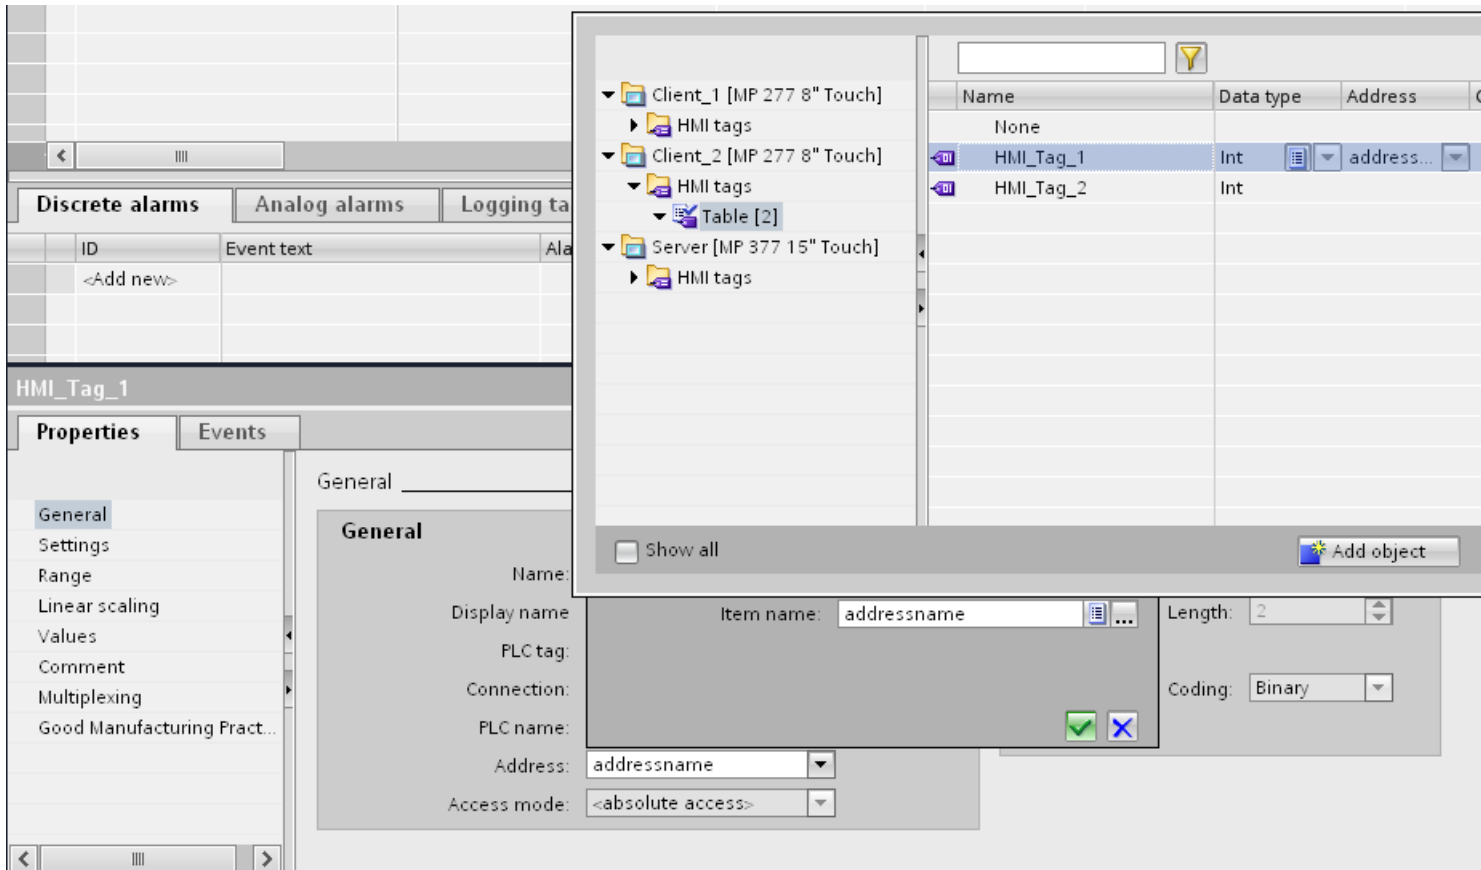 Client_1 [MP 277 8" Touch]
HMI tags
Client_2 [MP 277 8" Touch]
HMI tags
Table [2]
Server [MP 377 15" Touch]
HMI tags
Name Data type Address
None
HMI_Tag_1 Int address...
HMI_Tag_2 Int
Show all
Add object
Discrete alarms Analog alarms Logging ta
ID Event text Ala
<Add new>
HMI_Tag_1
Properties Events
General
Settings
Range
Linear scaling
Values
Comment
Multiplexing
Good Manufacturing Pract...
General
General
Name:
Display name
PLC tag:
Connection:
PLC name:
Address: addressname
Access mode: <absolute access>
Item name: addressname ...
Length: 2
Coding: Binary